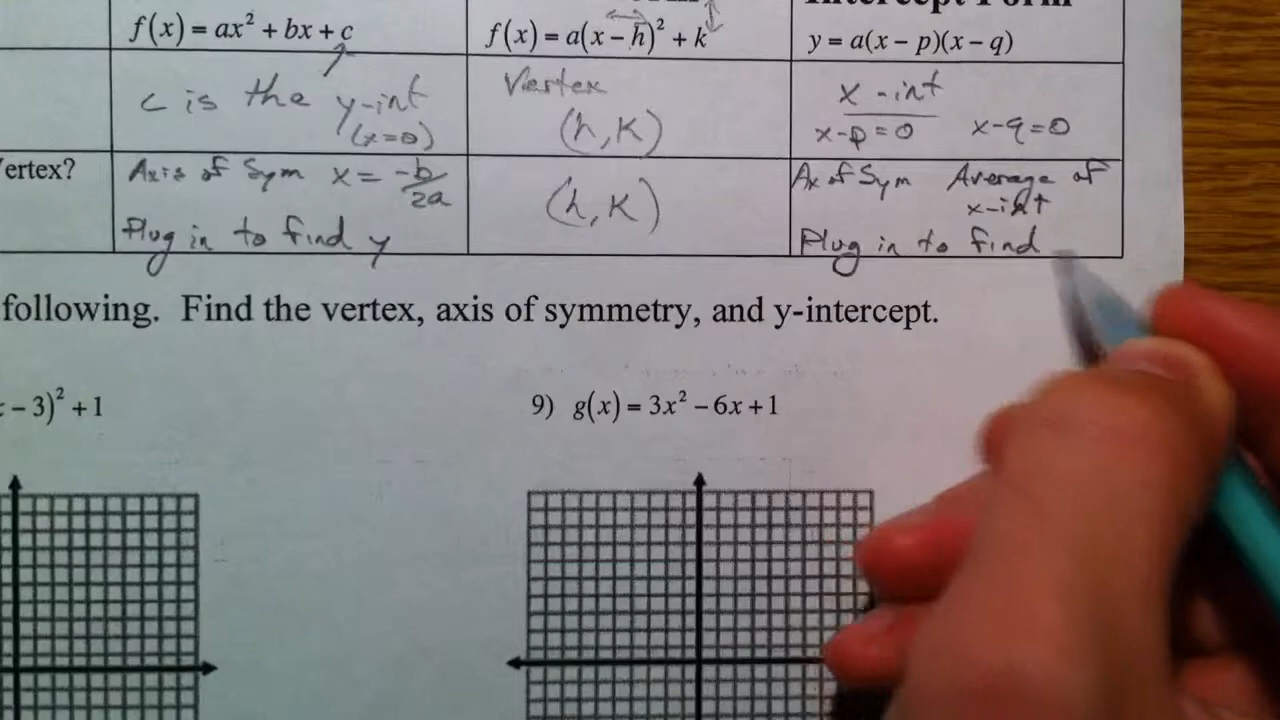 Intercept Form
f(x) = ax² + bx + c
f(x) = a(x − h)² + k
y = a(x − p)(x − q)
c is the y-int
(x=0)
Vertex
(h,K)
x-int
x-p=0 x-q=0
ertex?
Axis of Sym x = -b/2a
Plug in to find y
(h,K)
Ax of Sym Average of
x-int
Plug in to find
following. Find the vertex, axis of symmetry, and y-intercept.
− 3)² + 1
9) g(x) = 3x² − 6x + 1